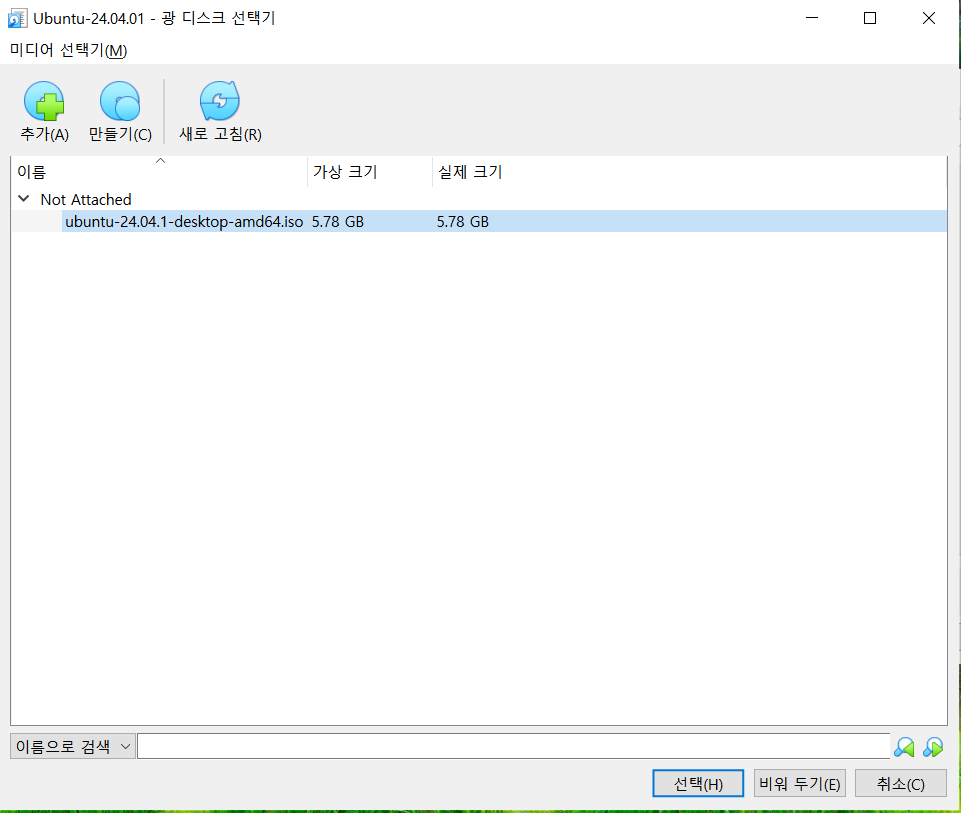 Ubuntu-24.04.01 - 광 디스크 선택기
미디어 선택기(M)
추가(A) 만들기(C) 새로 고침(R)
이름 가상 크기 실제 크기
Not Attached
ubuntu-24.04.1-desktop-amd64.iso 5.78 GB 5.78 GB
이름으로 검색
선택(H) 비워 두기(E) 취소(C)